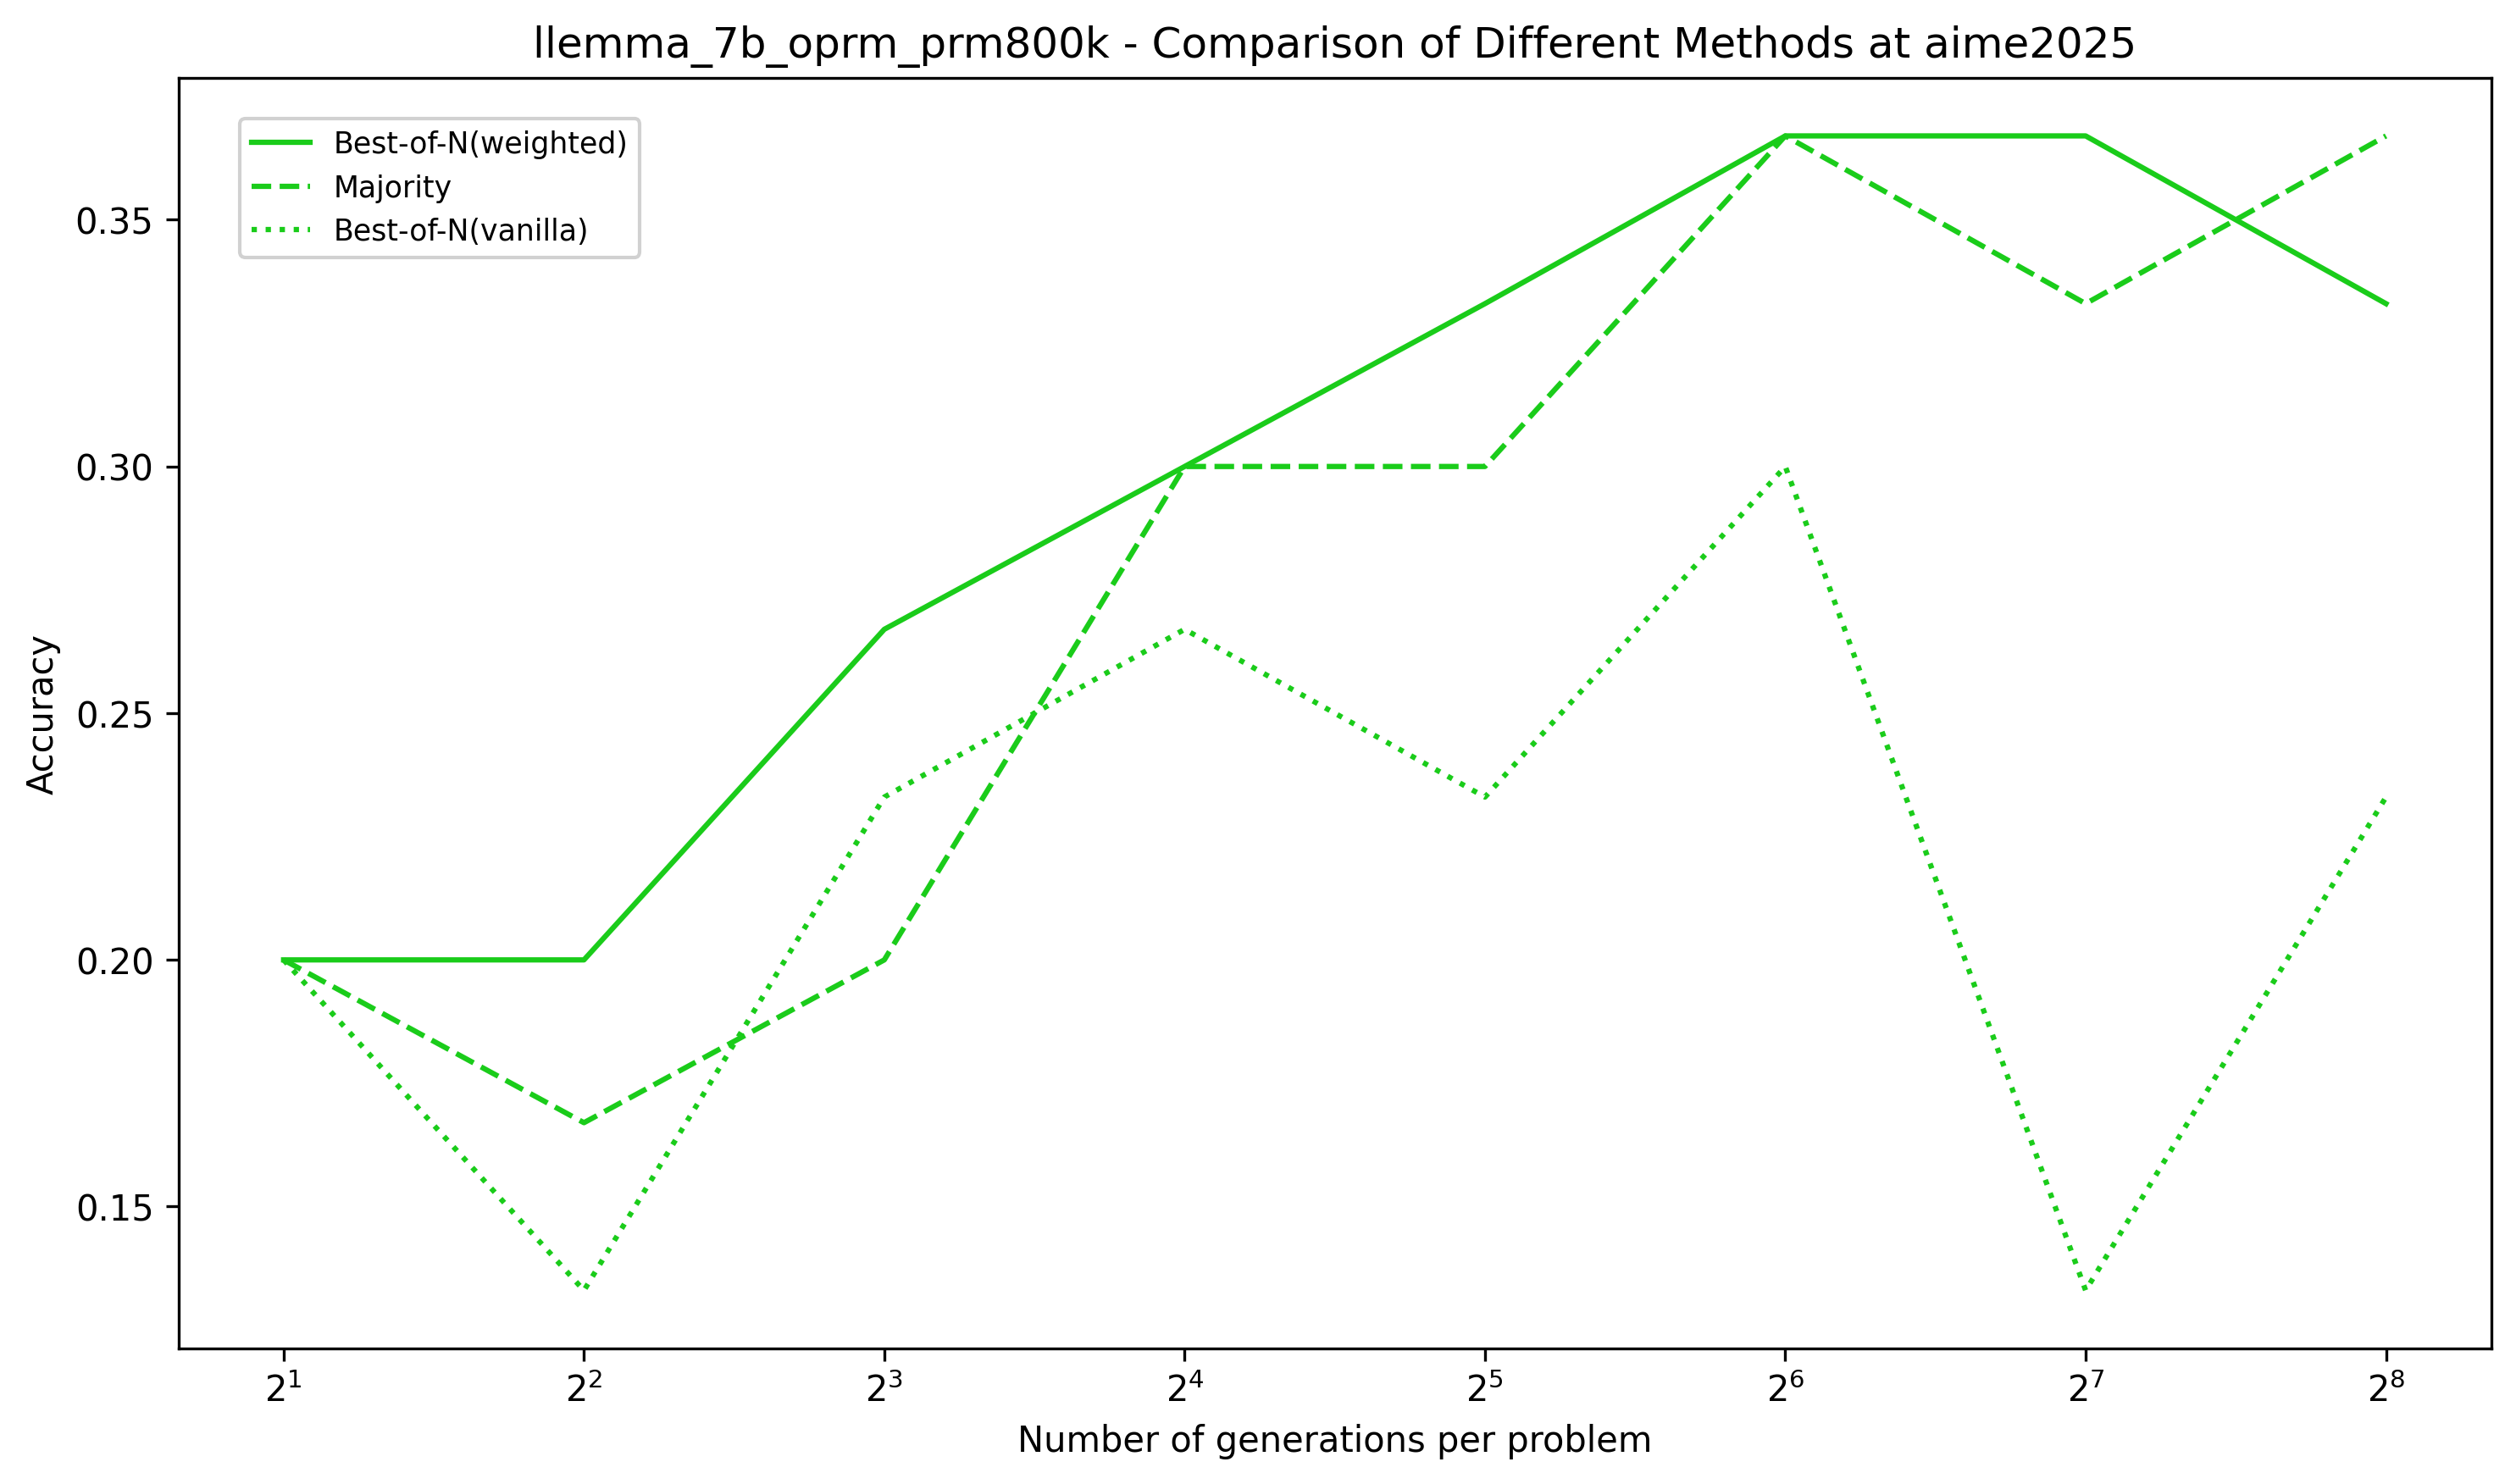 llemma_7b_oprm_prm800k - Comparison of Different Methods at aime2025
Best-of-N(weighted)
Majority
Best-of-N(vanilla)
Accuracy
0.35
0.30
0.25
0.20
0.15
2¹ 2² 2³ 2⁴ 2⁵ 2⁶ 2⁷ 2⁸
Number of generations per problem